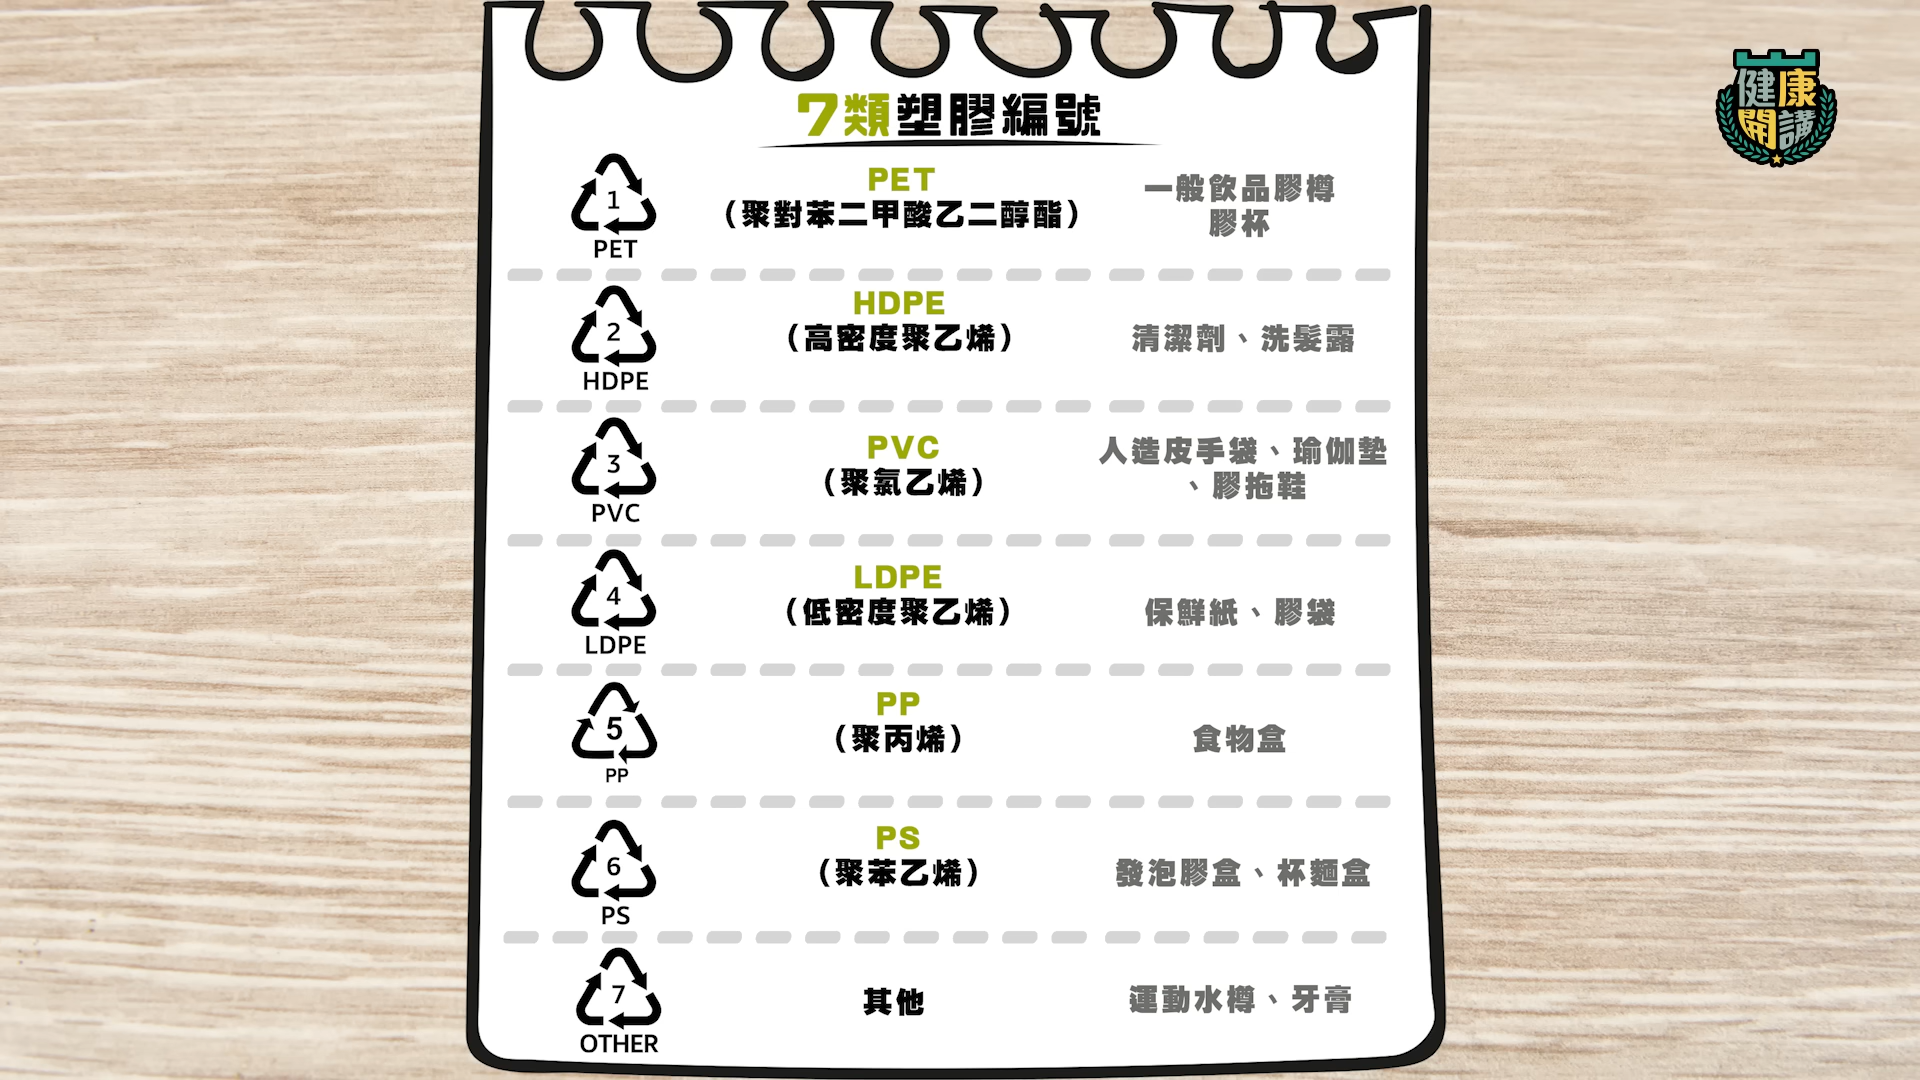 7類塑膠編號
健康
開講
1
PET
PET
（聚對苯二甲酸乙二醇酯）
一般飲品膠樽
膠杯
2
HDPE
HDPE
（高密度聚乙烯）
清潔劑、洗髮露
3
PVC
PVC
（聚氯乙烯）
人造皮手袋、瑜伽墊
、膠拖鞋
4
LDPE
LDPE
（低密度聚乙烯）
保鮮紙、膠袋
5
PP
PP
（聚丙烯）
食物盒
6
PS
PS
（聚苯乙烯）
發泡膠盒、杯麵盒
7
OTHER
其他
運動水樽、牙膏